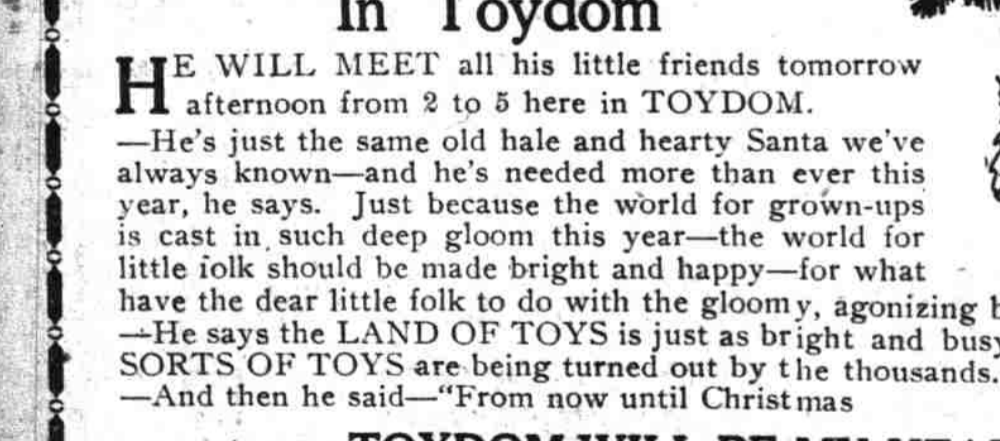 In Toydom
HE WILL MEET all his little friends tomorrow
afternoon from 2 to 5 here in TOYDOM.
—He's just the same old hale and hearty Santa we've
always known—and he's needed more than ever this
year, he says. Just because the world for grown-ups
is cast in such deep gloom this year—the world for
little folk should be made bright and happy—for what
have the dear little folk to do with the gloomy, agonizing
—He says the LAND OF TOYS is just as bright and busy
SORTS OF TOYS are being turned out by the thousands.
—And then he said—“From now until Christmas